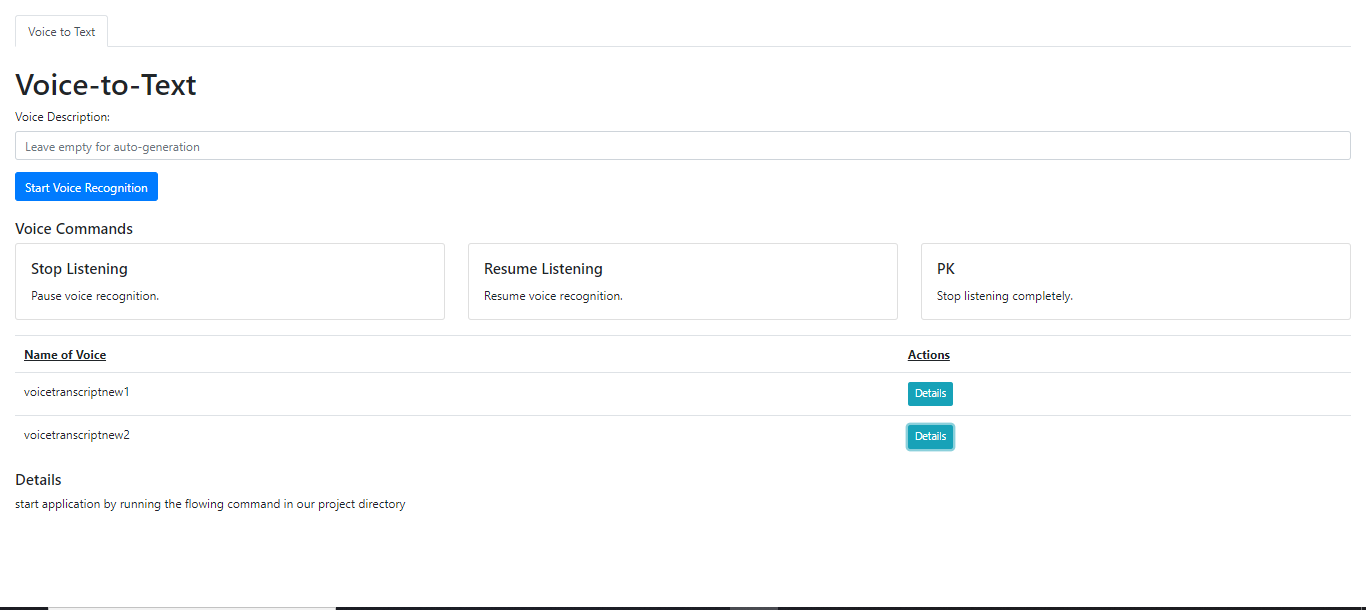 Voice to Text
Voice-to-Text
Voice Description:
Leave empty for auto-generation
Start Voice Recognition
Voice Commands
Stop Listening
Pause voice recognition.
Resume Listening
Resume voice recognition.
PK
Stop listening completely.
Name of Voice Actions
voicetranscriptnew1 Details
voicetranscriptnew2 Details
Details
start application by running the flowing command in our project directory